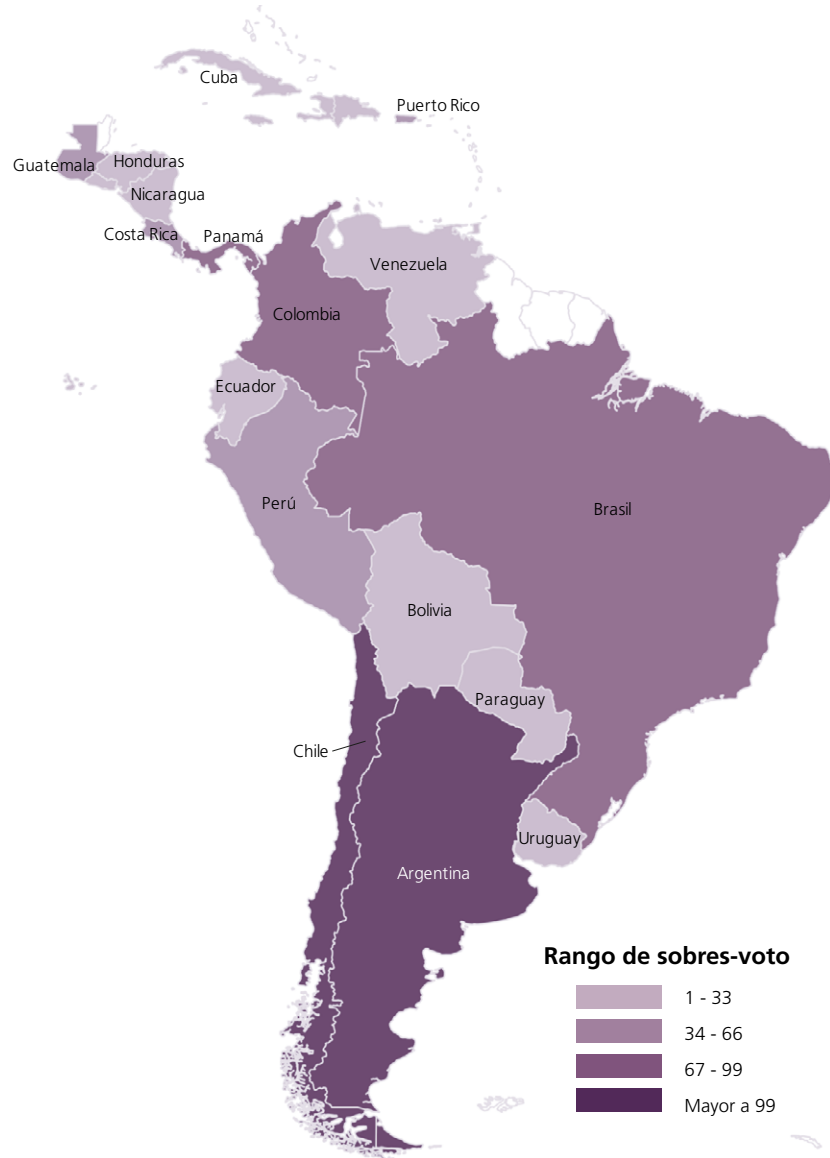 Cuba
Puerto Rico
Guatemala
Honduras
Nicaragua
Costa Rica
Panamá
Venezuela
Colombia
Ecuador
Perú
Brasil
Bolivia
Paraguay
Chile
Uruguay
Argentina
Rango de sobres-voto
1 - 33
34 - 66
67 - 99
Mayor a 99